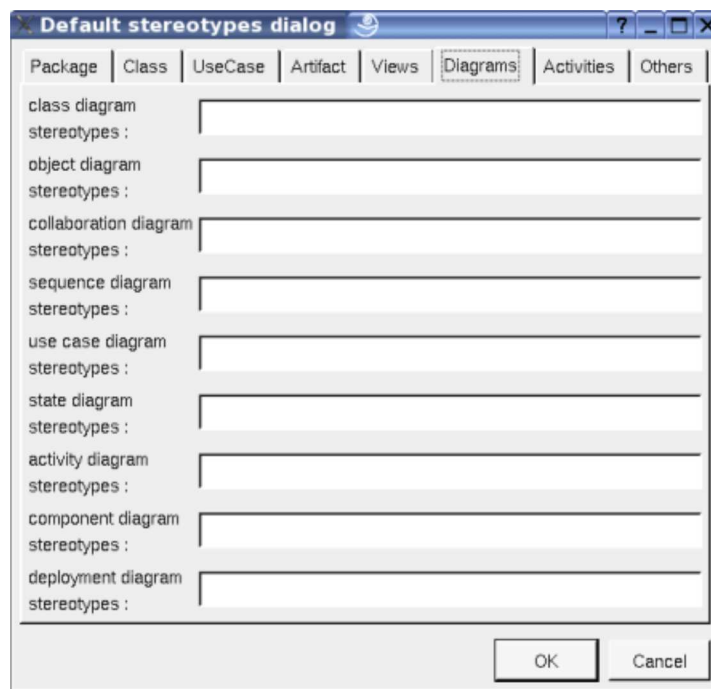 Default stereotypes dialog
Package Class UseCase Artifact Views Diagrams Activities Others
class diagram
stereotypes :
object diagram
stereotypes :
collaboration diagram
stereotypes :
sequence diagram
stereotypes :
use case diagram
stereotypes :
state diagram
stereotypes :
activity diagram
stereotypes :
component diagram
stereotypes :
deployment diagram
stereotypes :
OK Cancel